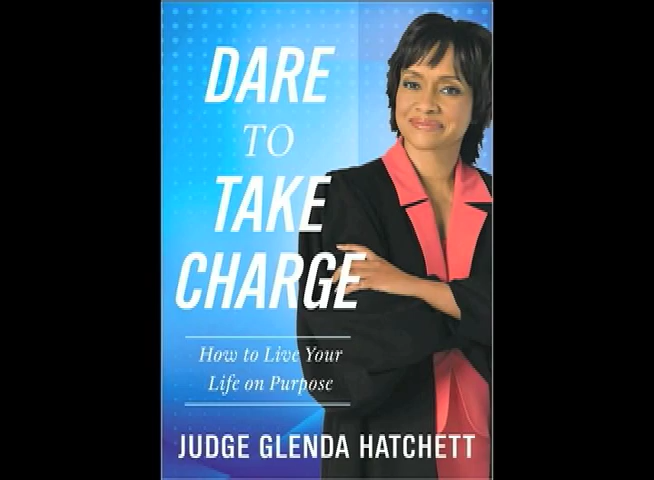 DARE
TO
TAKE
CHARGE
How to Live Your
Life on Purpose
JUDGE GLENDA HATCHETT